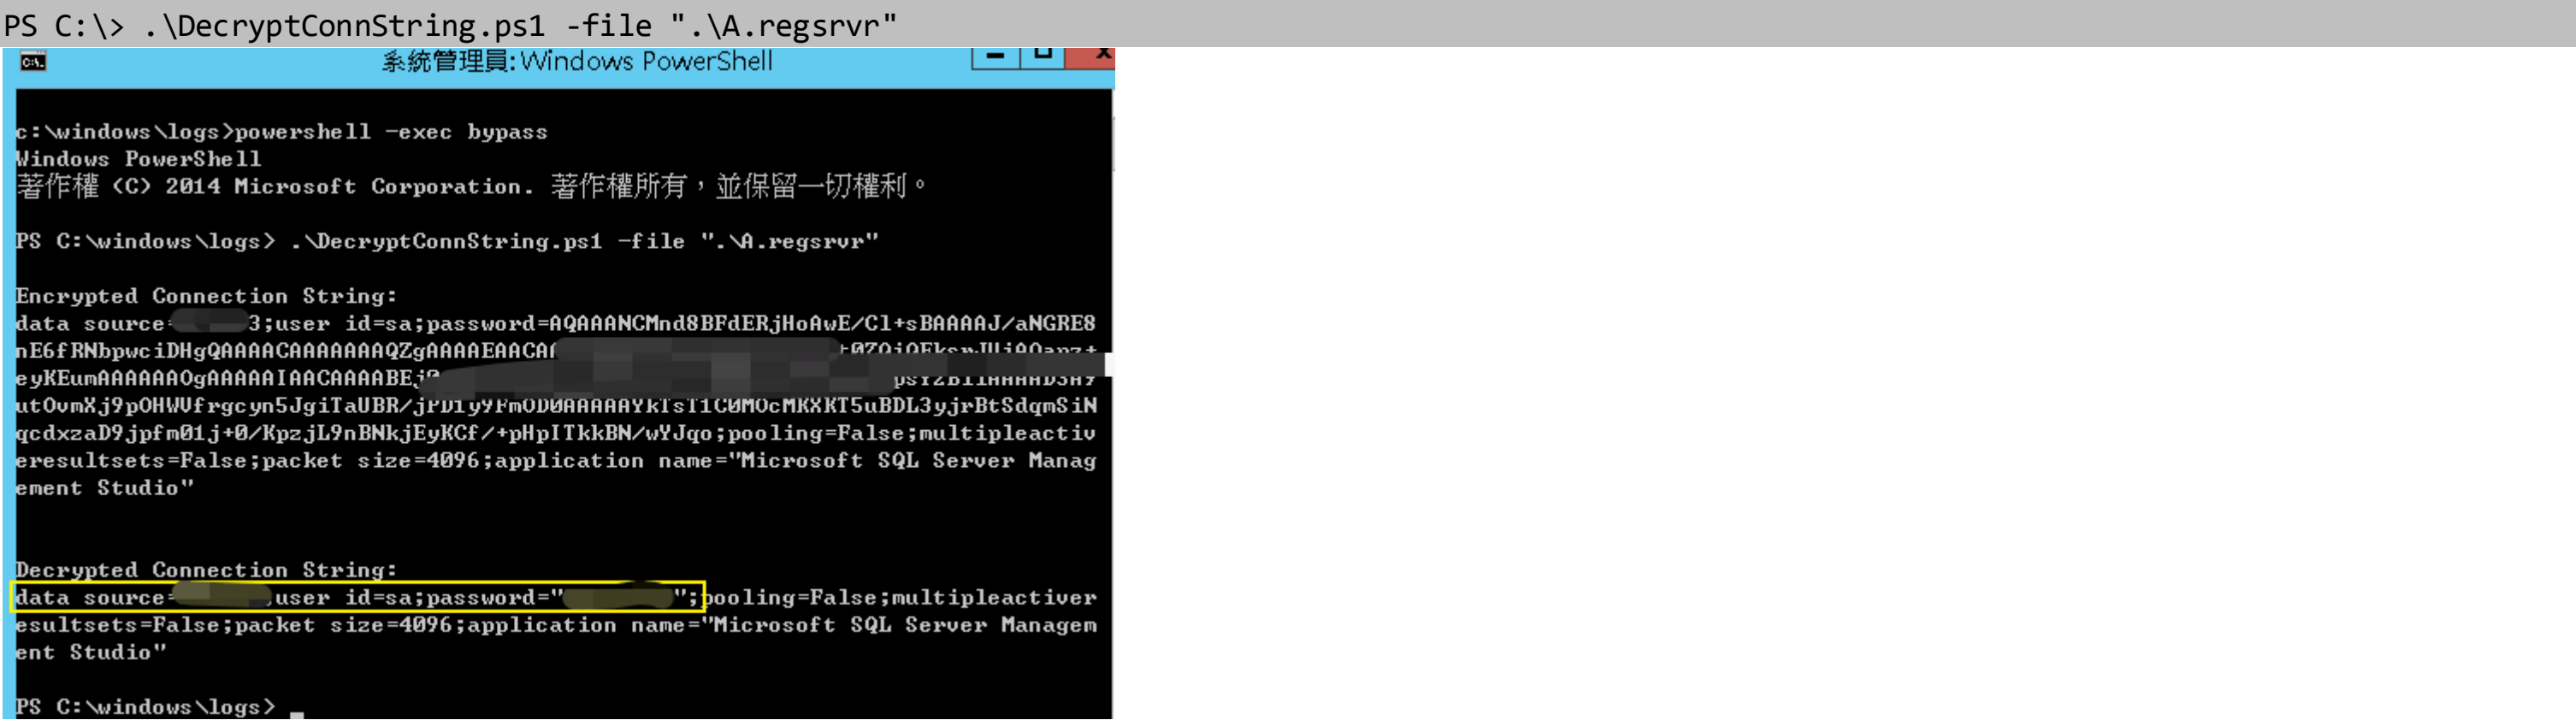 PS C:\> .\DecryptConnString.ps1 -file ".\A.regsrvr"
系統管理員: Windows PowerShell
c:\windows\logs>powershell -exec bypass
Windows PowerShell
著作權 (C) 2014 Microsoft Corporation. 著作權所有，並保留一切權利。
PS C:\windows\logs> .\DecryptConnString.ps1 -file ".\A.regsrvr"
Encrypted Connection String:
data source= 3;user id=sa;password=AQAAANCMnd8BFdERjHoAwE/Cl+sBAAAAJ/aNGRE8
nE6fRNbpwciDHgQAAAACAAAAAAAQZgAAAAEAACA
eyKEumAAAAAAOgAAAAAIAACAAAABEj
utOvmXj9pOHWVfrgcyn5JgiTaUBR/jPD1y9FmOD0AAAAAYkTsT1C0MOcMKXKT5uBDL3yjrBtSdqmSiN
qcdxzaD9jpfm01j+0/KpzjL9nBNkjEyKCf/+pHpITkkBN/wYJqo;pooling=False;multipleactiv
eresultsets=False;packet size=4096;application name="Microsoft SQL Server Manag
ement Studio"
Decrypted Connection String:
data source= user id=sa;password=" ";pooling=False;multipleactiver
esultsets=False;packet size=4096;application name="Microsoft SQL Server Managem
ent Studio"
PS C:\windows\logs>